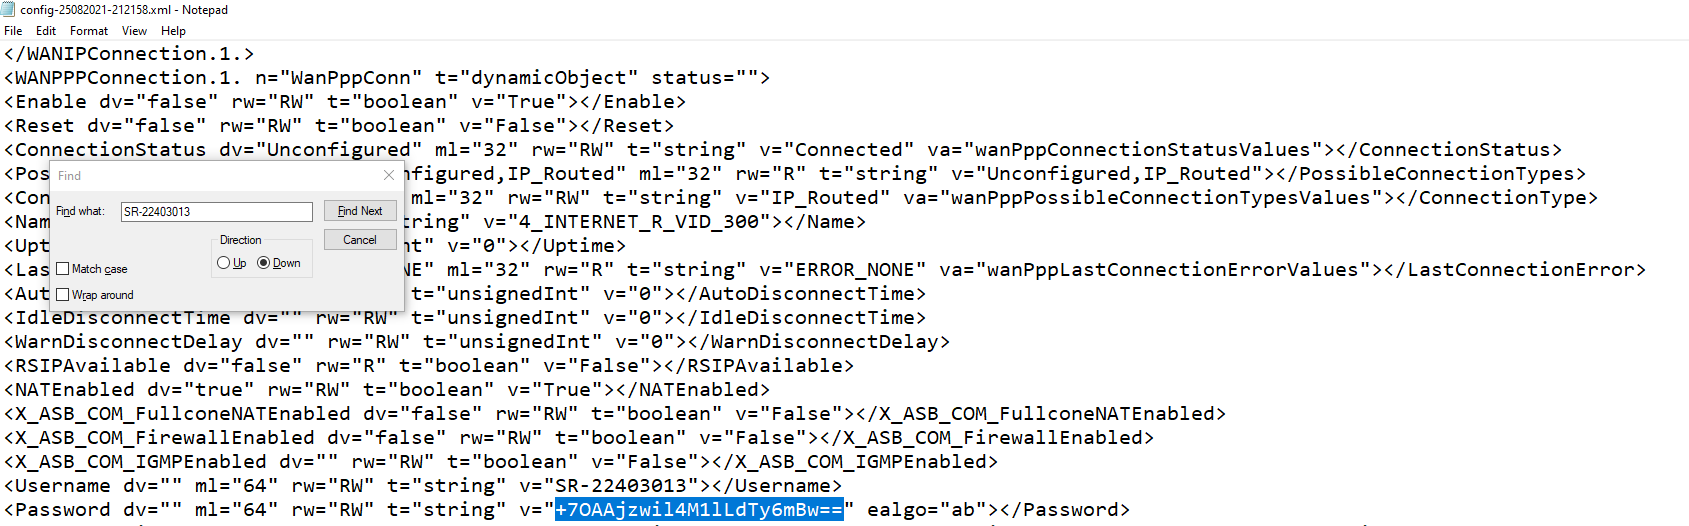 config-25082021-212158.xml - Notepad
File Edit Format View Help
</WANIPConnection.1.>
<WANPPPConnection.1. n="WanPppConn" t="dynamicObject" status="">
<Enable dv="false" rw="RW" t="boolean" v="True"></Enable>
<Reset dv="false" rw="RW" t="boolean" v="False"></Reset>
<ConnectionStatus dv="Unconfigured" ml="32" rw="RW" t="string" v="Connected" va="wanPppConnectionStatusValues"></ConnectionStatus>
<Pos nfigured,IP_Routed" ml="32" rw="R" t="string" v="Unconfigured,IP_Routed"></PossibleConnectionTypes>
<Con ml="32" rw="RW" t="string" v="IP_Routed" va="wanPppPossibleConnectionTypesValues"></ConnectionType>
<Nam ring" v="4_INTERNET_R_VID_300"></Name>
<Upt nt" v="0"></Uptime>
<Las NE" ml="32" rw="R" t="string" v="ERROR_NONE" va="wanPppLastConnectionErrorValues"></LastConnectionError>
<Aut t="unsignedInt" v="0"></AutoDisconnectTime>
<IdleDisconnectTime dv="" rw="RW" t="unsignedInt" v="0"></IdleDisconnectTime>
<WarnDisconnectDelay dv="" rw="RW" t="unsignedInt" v="0"></WarnDisconnectDelay>
<RSIPAvailable dv="false" rw="R" t="boolean" v="False"></RSIPAvailable>
<NATEnabled dv="true" rw="RW" t="boolean" v="True"></NATEnabled>
<X_ASB_COM_FullconeNATEnabled dv="false" rw="RW" t="boolean" v="False"></X_ASB_COM_FullconeNATEnabled>
<X_ASB_COM_FirewallEnabled dv="false" rw="RW" t="boolean" v="False"></X_ASB_COM_FirewallEnabled>
<X_ASB_COM_IGMPEnabled dv="" rw="RW" t="boolean" v="False"></X_ASB_COM_IGMPEnabled>
<Username dv="" ml="64" rw="RW" t="string" v="SR-22403013"></Username>
<Password dv="" ml="64" rw="RW" t="string" v="+7OAAjzwil4M1lLdTy6mBw==" ealgo="ab"></Password>
Find
Find what: SR-22403013 Find Next
Cancel
Direction
Up Down
Match case
Wrap around